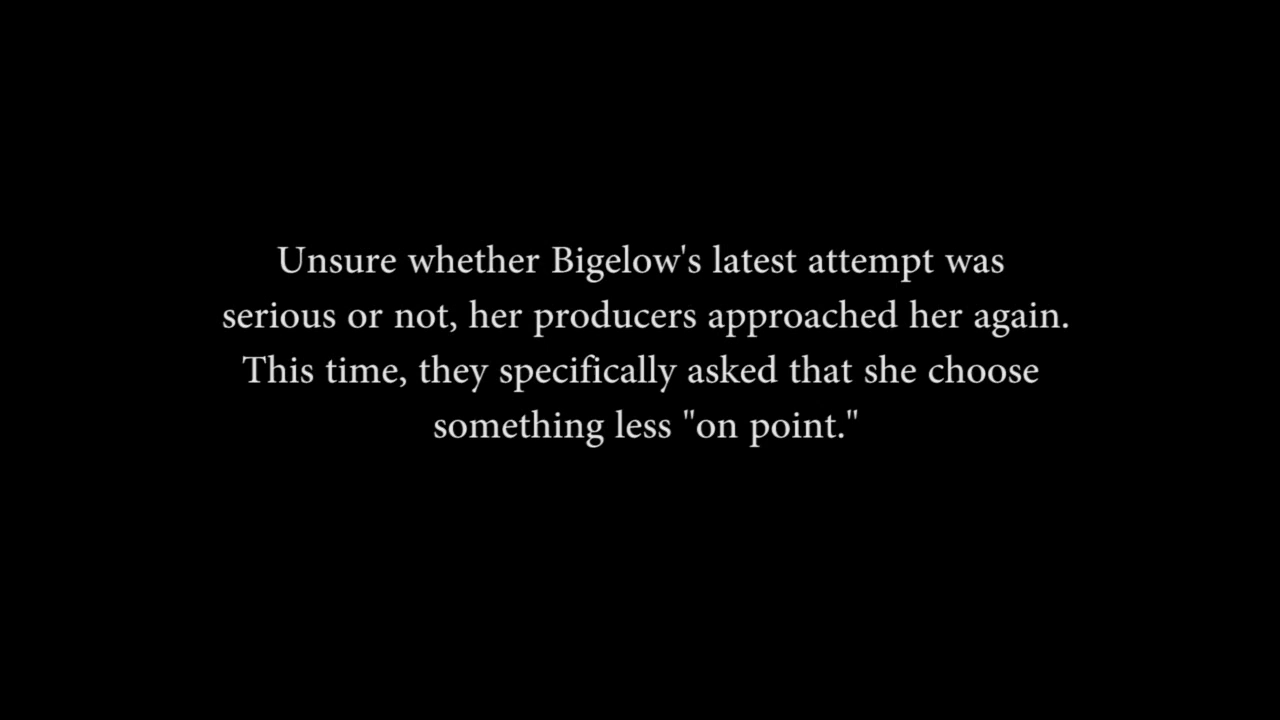 Unsure whether Bigelow's latest attempt was
serious or not, her producers approached her again.
This time, they specifically asked that she choose
something less "on point."